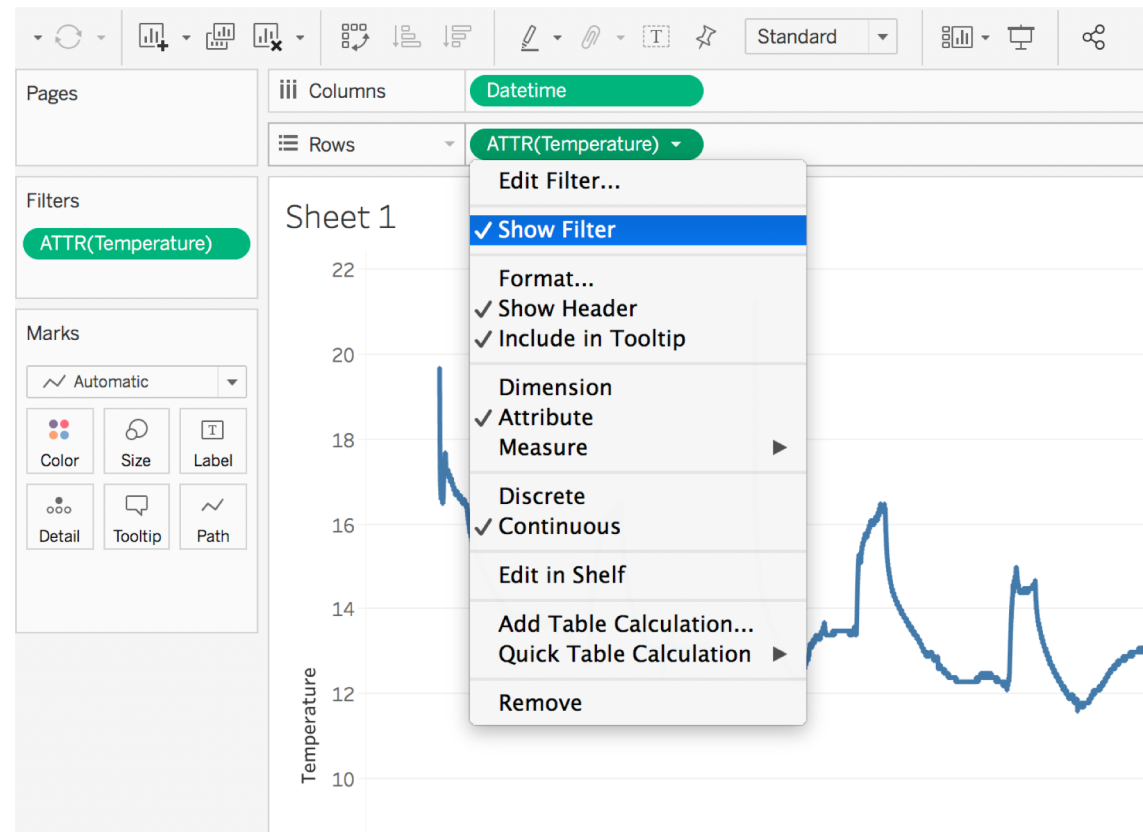 Standard
Pages
Columns
Datetime
Rows
ATTR(Temperature)
Filters
ATTR(Temperature)
Marks
Automatic
Color
Size
T
Label
Detail
Tooltip
Path
Edit Filter...
Show Filter
Format...
Show Header
Include in Tooltip
Dimension
Attribute
Measure
Discrete
Continuous
Edit in Shelf
Add Table Calculation...
Quick Table Calculation
Remove
Sheet 1
22
20
18
16
14
12
10
Temperature